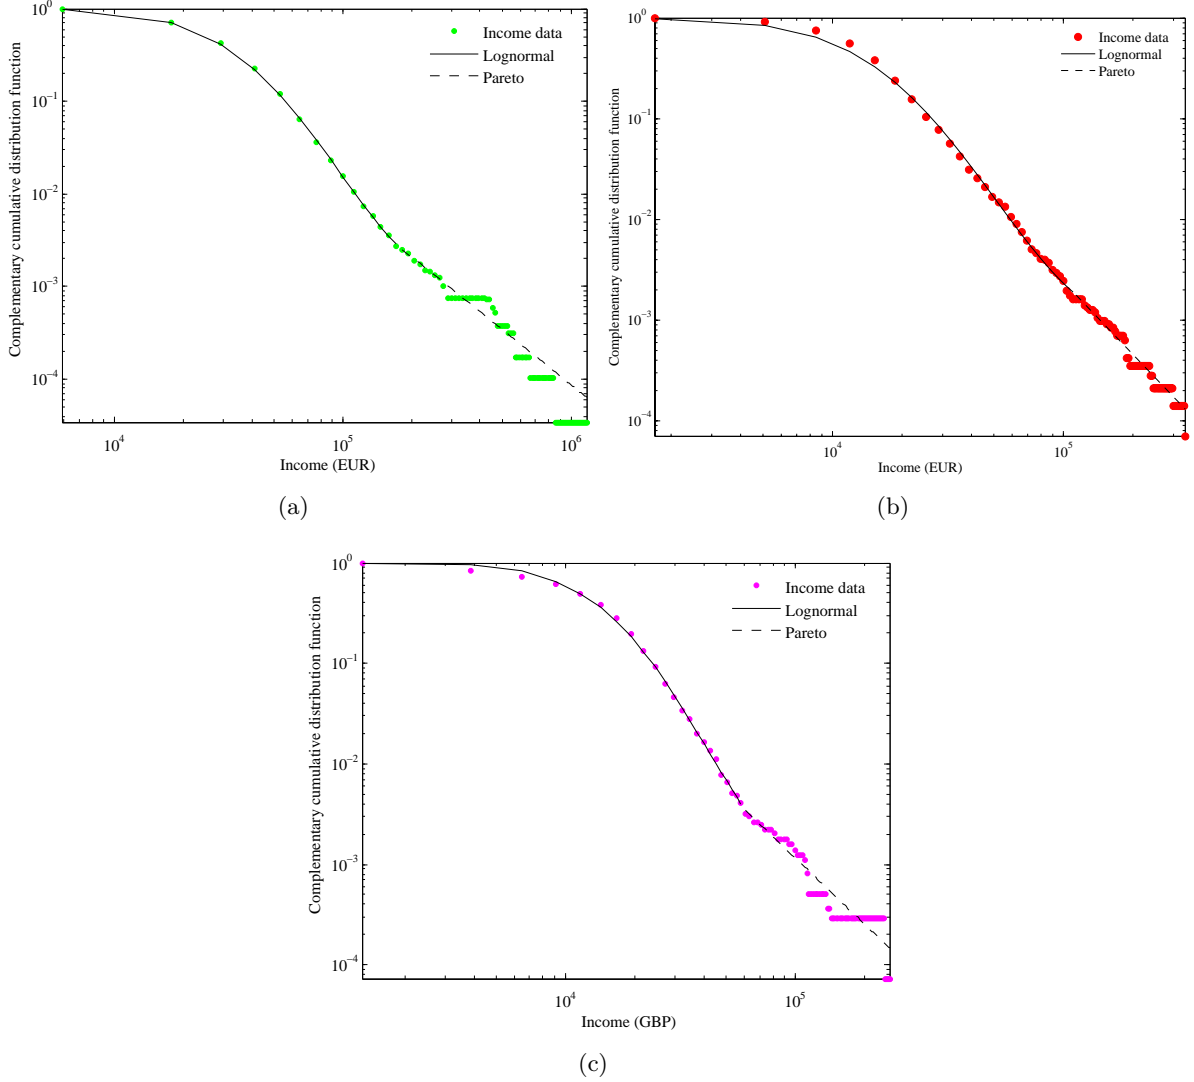 10^0
10^-1
10^-2
10^-3
10^-4
Complementary cumulative distribution function
Income data
Lognormal
Pareto
10^4
10^5
10^6
Income (EUR)
(a)
10^0
10^-1
10^-2
10^-3
10^-4
Complementary cumulative distribution function
Income data
Lognormal
Pareto
10^4
10^5
Income (EUR)
(b)
10^0
10^-1
10^-2
10^-3
10^-4
Complementary cumulative distribution function
Income data
Lognormal
Pareto
10^4
10^5
Income (GBP)
(c)